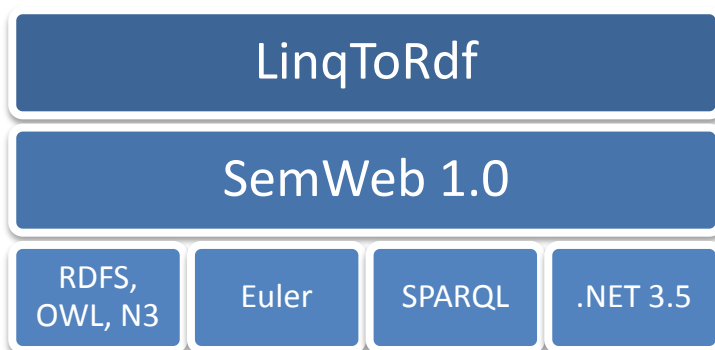 LinqToRdf
SemWeb 1.0
RDFS,
OWL, N3
Euler
SPARQL
.NET 3.5